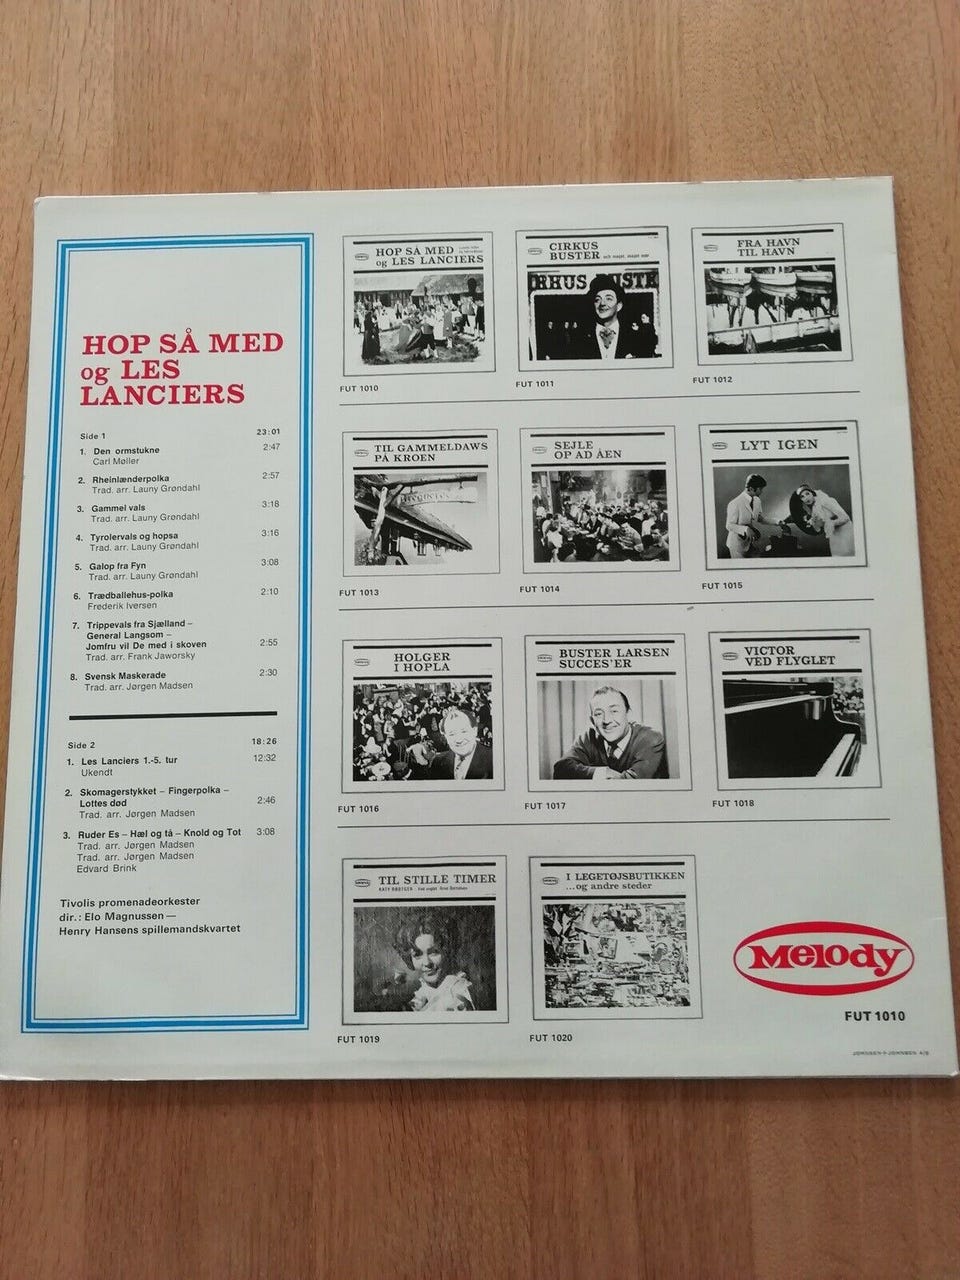 HOP SÅ MED
og LES
LANCIERS
Side 1 23:01
1. Den ormstukne 2:47
Carl Møller
2. Rheinlænderpolka 2:57
Trad. arr. Launy Grøndahl
3. Gammel vals 3:18
Trad. arr. Launy Grøndahl
4. Tyrolervals og hopsa 3:16
Trad. arr. Launy Grøndahl
5. Galop fra Fyn 3:08
Trad. arr. Launy Grøndahl
6. Trædballehus-polka 2:10
Frederik Iversen
7. Trippevals fra Sjælland –
General Langsom –
Jomfru vil De med i skoven 2:55
Trad. arr. Frank Jaworsky
8. Svensk Maskerade 2:30
Trad. arr. Jørgen Madsen
Side 2 18:26
1. Les Lanciers 1.-5. tur 12:32
Ukendt
2. Skomagerstykket – Fingerpolka –
Lottes død 2:46
Trad. arr. Jørgen Madsen
3. Ruder Es – Hæl og tå – Knold og Tot 3:08
Trad. arr. Jørgen Madsen
Trad. arr. Jørgen Madsen
Edvard Brink
Tivolis promenadeorkester
dir.: Elo Magnussen —
Henry Hansens spillemandskvartet
HOP SÅ MED
og LES LANCIERS
FUT 1010
CIRKUS
BUSTER
FUT 1011
FRA HAVN
TIL HAVN
FUT 1012
TIL GAMMELDAWS
PÅ KROEN
FUT 1013
SEJLE
OP AD ÅEN
FUT 1014
LYT IGEN
FUT 1015
HOLGER
I HOPLA
FUT 1016
BUSTER LARSEN
SUCCES'ER
FUT 1017
VICTOR
VED FLYGLET
FUT 1018
TIL STILLE TIMER
FUT 1019
I LEGETØJSBUTIKKEN
...og andre steder
FUT 1020
Melody
FUT 1010